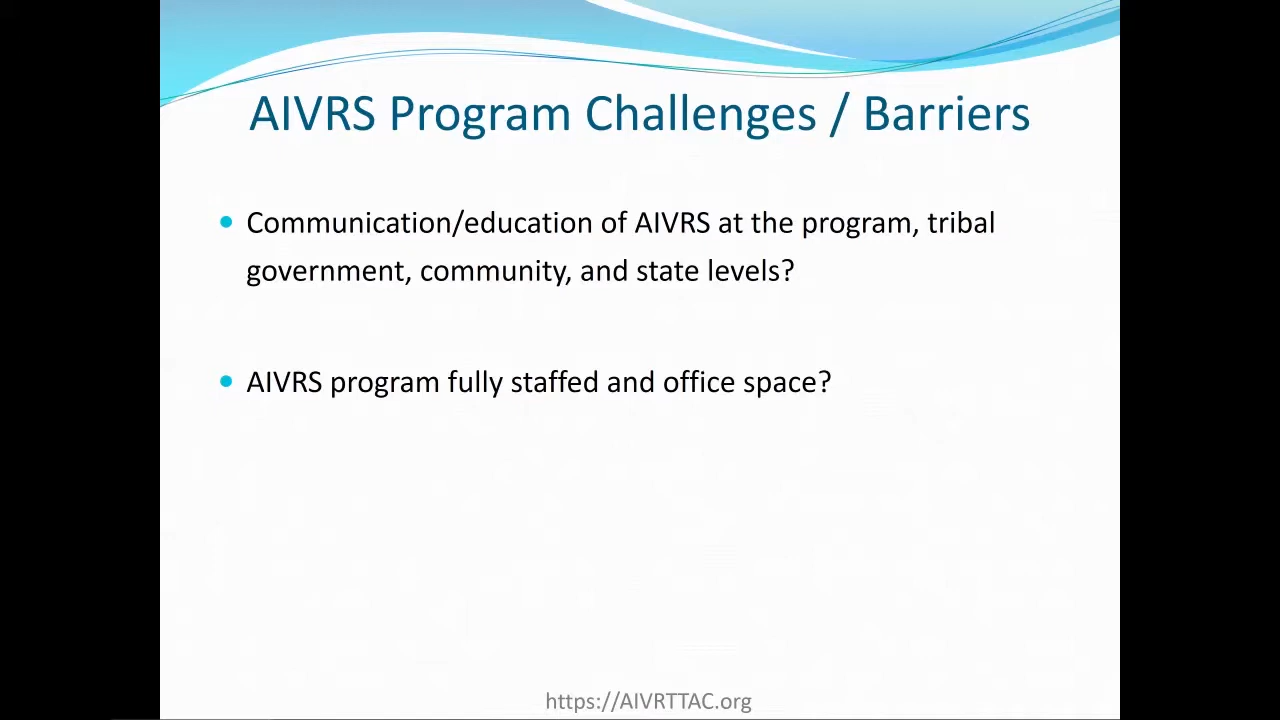 AIVRS Program Challenges / Barriers
• Communication/education of AIVRS at the program, tribal
government, community, and state levels?
• AIVRS program fully staffed and office space?
https://AIVRTTAC.org